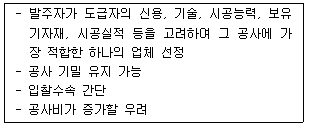 - 발주자가 도급자의 신용, 기술, 시공능력, 보유
기자재, 시공실적 등을 고려하여 그 공사에 가
장 적합한 하나의 업체 선정
- 공사 기밀 유지 가능
- 입찰수속 간단
- 공사비가 증가할 우려